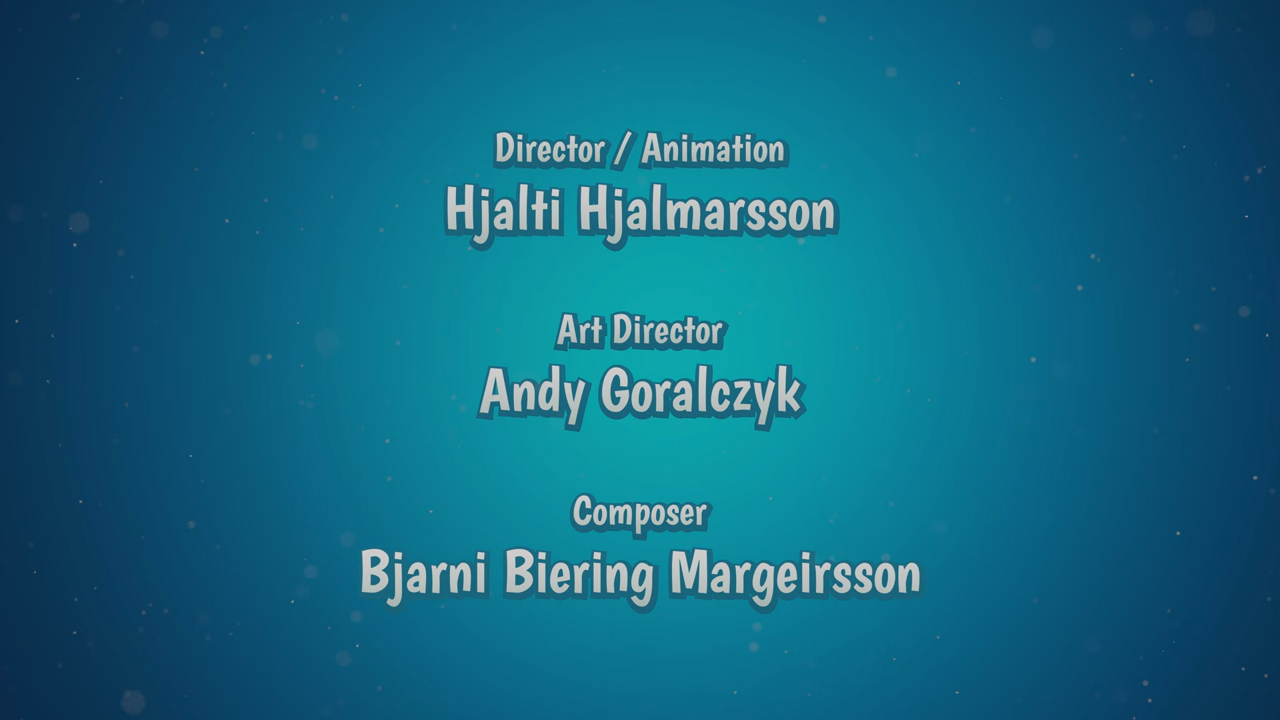 Director / Animation
Hjalti Hjalmarsson
Art Director
Andy Goralczyk
Composer
Bjarni Biering Margeirsson